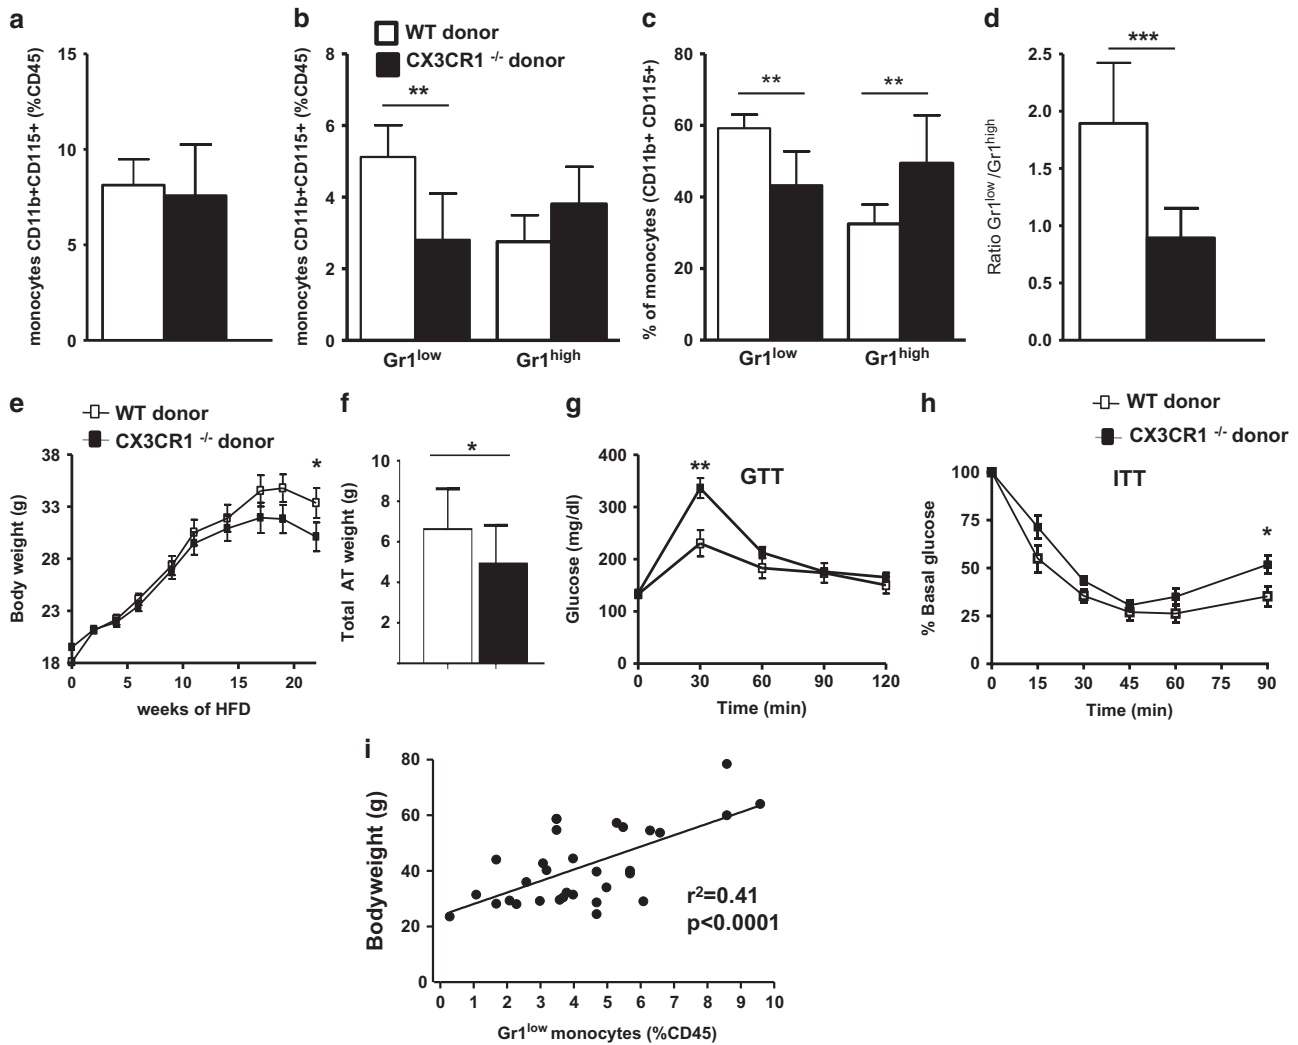 a
monocytes CD11b+CD115+ (%CD45)
15
10
5
0
b
WT donor
CX3CR1 -/- donor
monocytes CD11b+CD115+ (%CD45)
8
6
4
2
0
**
Gr1low
Gr1high
c
% of monocytes (CD11b+ CD115+)
80
60
40
20
0
**
**
Gr1low
Gr1high
d
Ratio Gr1low/Gr1high
2.5
2.0
1.5
1.0
0.5
0.0
***
e
WT donor
CX3CR1 -/- donor
Body weight (g)
38
33
28
23
18
*
0 5 10 15 20
weeks of HFD
f
Total AT weight (g)
10
8
6
4
2
*
g
GTT
Glucose (mg/dl)
400
300
200
100
0
**
0 30 60 90 120
Time (min)
h
WT donor
CX3CR1 -/- donor
ITT
% Basal glucose
100
75
50
25
0
*
0 15 30 45 60 75 90
Time (min)
i
Bodyweight (g)
80
60
40
20
0
r2=0.41
p<0.0001
0 1 2 3 4 5 6 7 8 9 10
Gr1low monocytes (%CD45)